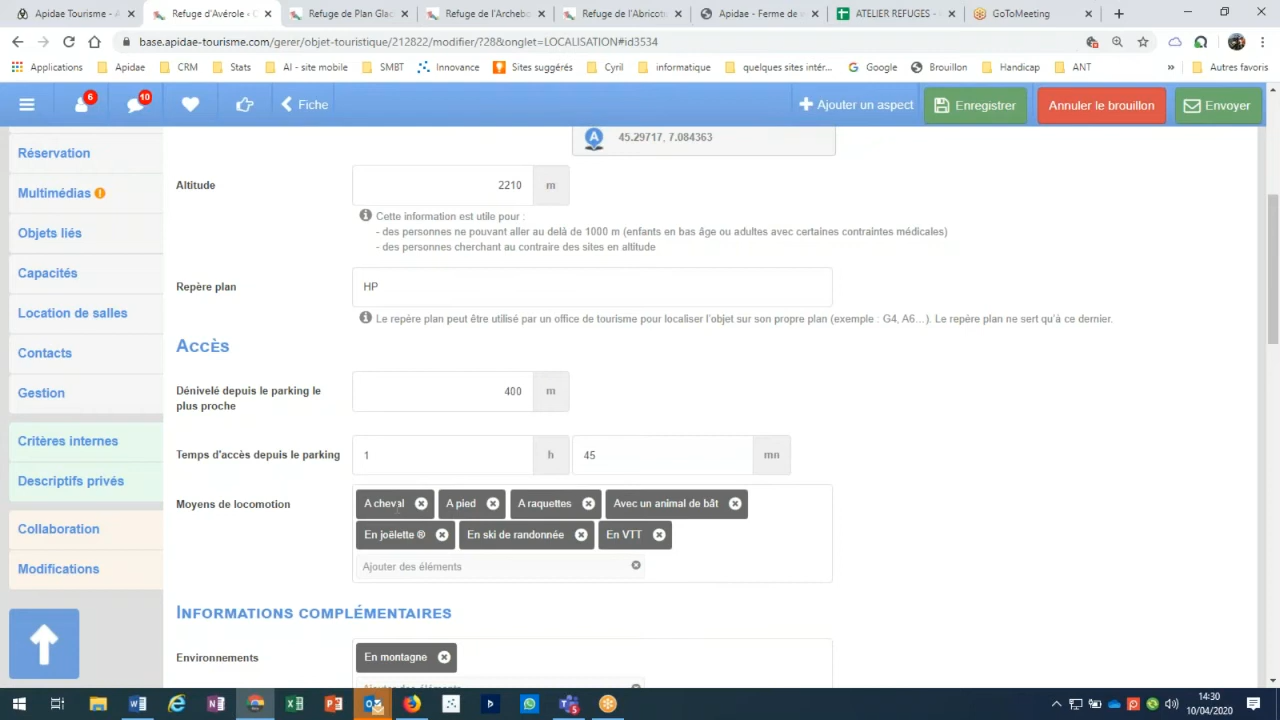 Apidae Tourisme - A
Refuge d'Avérole - C
Refuge de Plan Glac
Refuge de l'Archebo
Refuge de l'Abricot
Apidae - Ferme de
ATELIER REFUGES -
GoToMeeting
base.apidae-tourisme.com/gerer/objet-touristique/212822/modifier/?28&onglet=LOCALISATION#id3534
Applications
Apidae
CRM
Stats
AI - site mobile
SMBT
Innovance
Sites suggérés
Cyril
informatique
quelques sites intér...
Google
Brouillon
Handicap
ANT
»
Autres favoris
6
10
Fiche
Ajouter un aspect
Enregistrer
Annuler le brouillon
Envoyer
Réservation
Multimédias
Objets liés
Capacités
Location de salles
Contacts
Gestion
Critères internes
Descriptifs privés
Collaboration
Modifications
A
45.29717, 7.084363
Altitude
2210
m
Cette information est utile pour :
- des personnes ne pouvant aller au delà de 1000 m (enfants en bas âge ou adultes avec certaines contraintes médicales)
- des personnes cherchant au contraire des sites en altitude
Repère plan
HP
Le repère plan peut être utilisé par un office de tourisme pour localiser l'objet sur son propre plan (exemple : G4, A6…). Le repère plan ne sert qu'à ce dernier.
Accès
Dénivelé depuis le parking le
plus proche
400
m
Temps d'accès depuis le parking
1
h
45
mn
Moyens de locomotion
A cheval
A pied
A raquettes
Avec un animal de bât
En joëlette ®
En ski de randonnée
En VTT
Ajouter des éléments
Informations complémentaires
Environnements
En montagne
Ajouter des éléments
14:30
10/04/2020